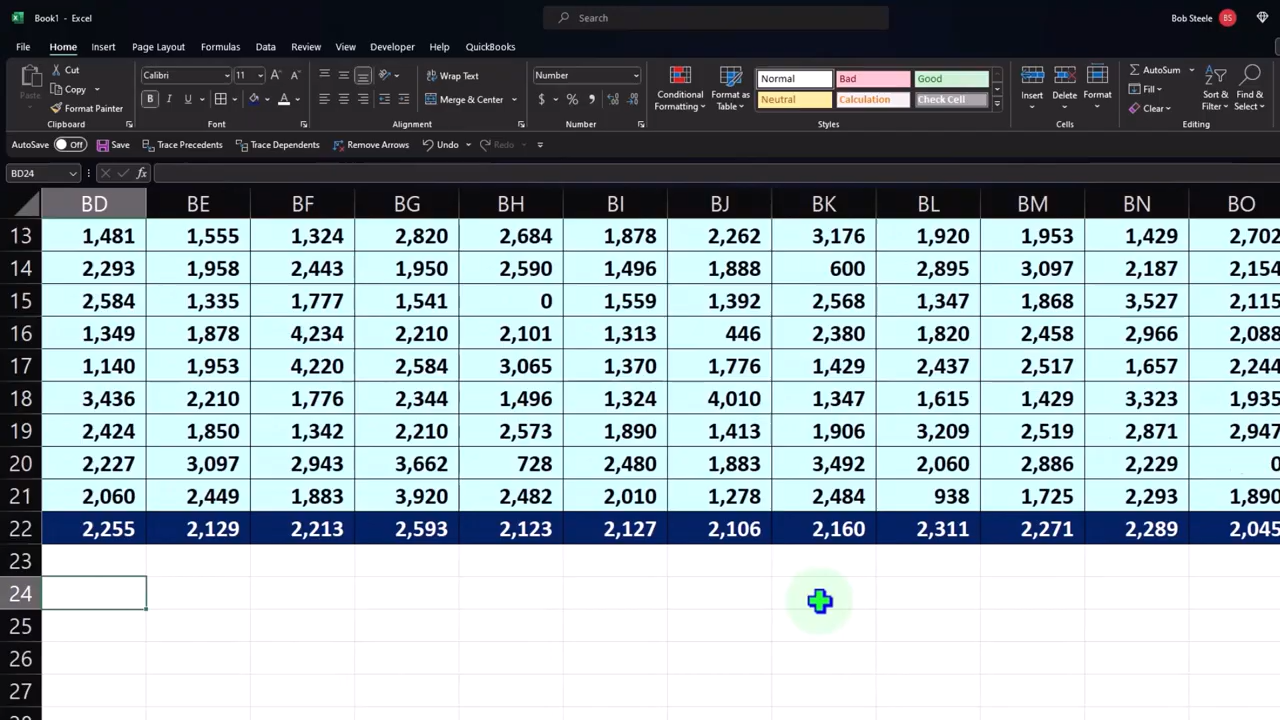 Book1 - Excel
Search
Bob Steele BS
File Home Insert Page Layout Formulas Data Review View Developer Help QuickBooks
Paste
Cut
Copy
Format Painter
Clipboard
Calibri 11
B I U
Font
Wrap Text
Merge & Center
Alignment
Number
$ % ,
Number
Conditional Formatting
Format as Table
Normal Bad Good
Neutral Calculation Check Cell
Styles
Insert Delete Format
Cells
AutoSum
Fill
Clear
Sort & Filter
Find & Select
Editing
AutoSave Off Save Trace Precedents Trace Dependents Remove Arrows Undo Redo
BD24 fx
BD BE BF BG BH BI BJ BK BL BM BN BO
13 1,481 1,555 1,324 2,820 2,684 1,878 2,262 3,176 1,920 1,953 1,429 2,702
14 2,293 1,958 2,443 1,950 2,590 1,496 1,888 600 2,895 3,097 2,187 2,154
15 2,584 1,335 1,777 1,541 0 1,559 1,392 2,568 1,347 1,868 3,527 2,115
16 1,349 1,878 4,234 2,210 2,101 1,313 446 2,380 1,820 2,458 2,966 2,088
17 1,140 1,953 4,220 2,584 3,065 1,370 1,776 1,429 2,437 2,517 1,657 2,244
18 3,436 2,210 1,776 2,344 1,496 1,324 4,010 1,347 1,615 1,429 3,323 1,935
19 2,424 1,850 1,342 2,210 2,573 1,890 1,413 1,906 3,209 2,519 2,871 2,947
20 2,227 3,097 2,943 3,662 728 2,480 1,883 3,492 2,060 2,886 2,229 0
21 2,060 2,449 1,883 3,920 2,482 2,010 1,278 2,484 938 1,725 2,293 1,890
22 2,255 2,129 2,213 2,593 2,123 2,127 2,106 2,160 2,311 2,271 2,289 2,045
23
24
25
26
27